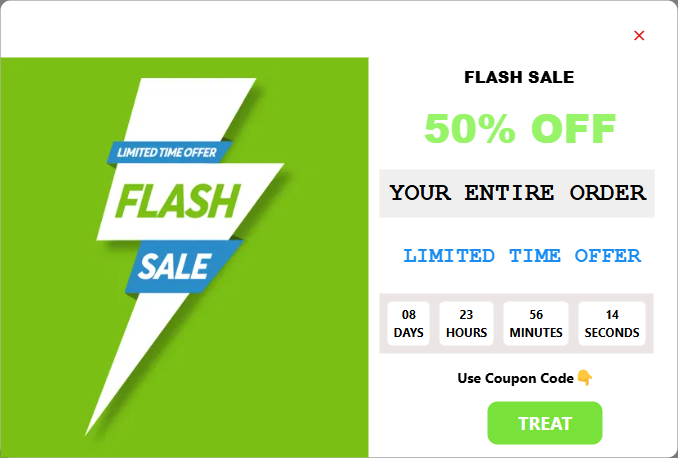 LIMITED TIME OFFER
FLASH
SALE
×
FLASH SALE
50% OFF
YOUR ENTIRE ORDER
LIMITED TIME OFFER
08 23 56 14
DAYS HOURS MINUTES SECONDS
Use Coupon Code👇
TREAT